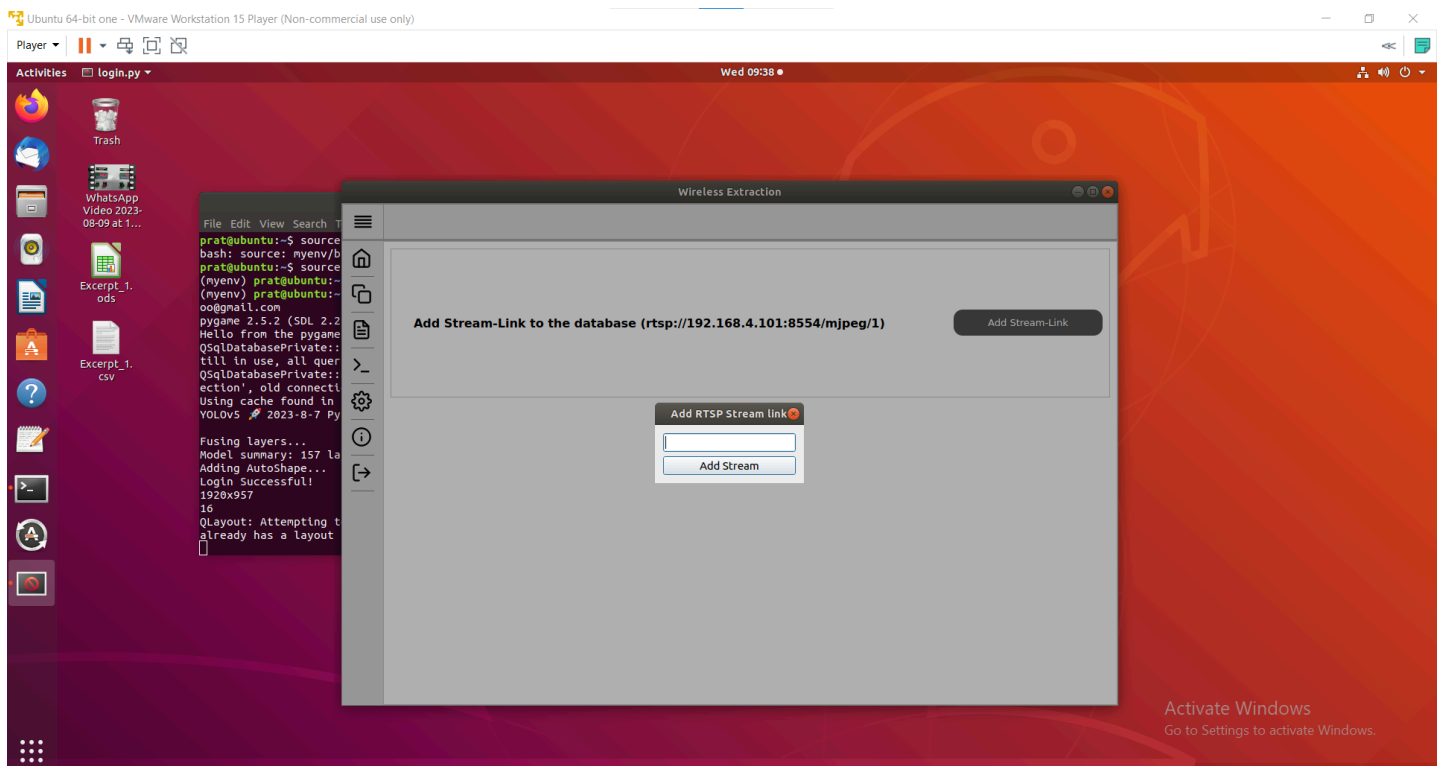 Ubuntu 64-bit one - VMware Workstation 15 Player (Non-commercial use only)
Player
Activities
login.py
Wed 09:38
Trash
WhatsApp
Video 2023-
08-09 at 1...
Excerpt_1.
ods
Excerpt_1.
csv
File Edit View Search T
prat@ubuntu:~$ source
bash: source: myenv/b
prat@ubuntu:~$ source
(myenv) prat@ubuntu:~
(myenv) prat@ubuntu:~
oo@gmail.com
pygame 2.5.2 (SDL 2.2
Hello from the pygame
QSqlDatabasePrivate::
till in use, all quer
QSqlDatabasePrivate::
ection', old connecti
Using cache found in
YOLOv5 🚀 2023-8-7 Py
Fusing layers...
Model summary: 157 la
Adding AutoShape...
Login Successful!
1920x957
16
QLayout: Attempting t
already has a layout
Wireless Extraction
Add Stream-Link to the database (rtsp://192.168.4.101:8554/mjpeg/1)
Add Stream-Link
Add RTSP Stream link
Add Stream
Activate Windows
Go to Settings to activate Windows.